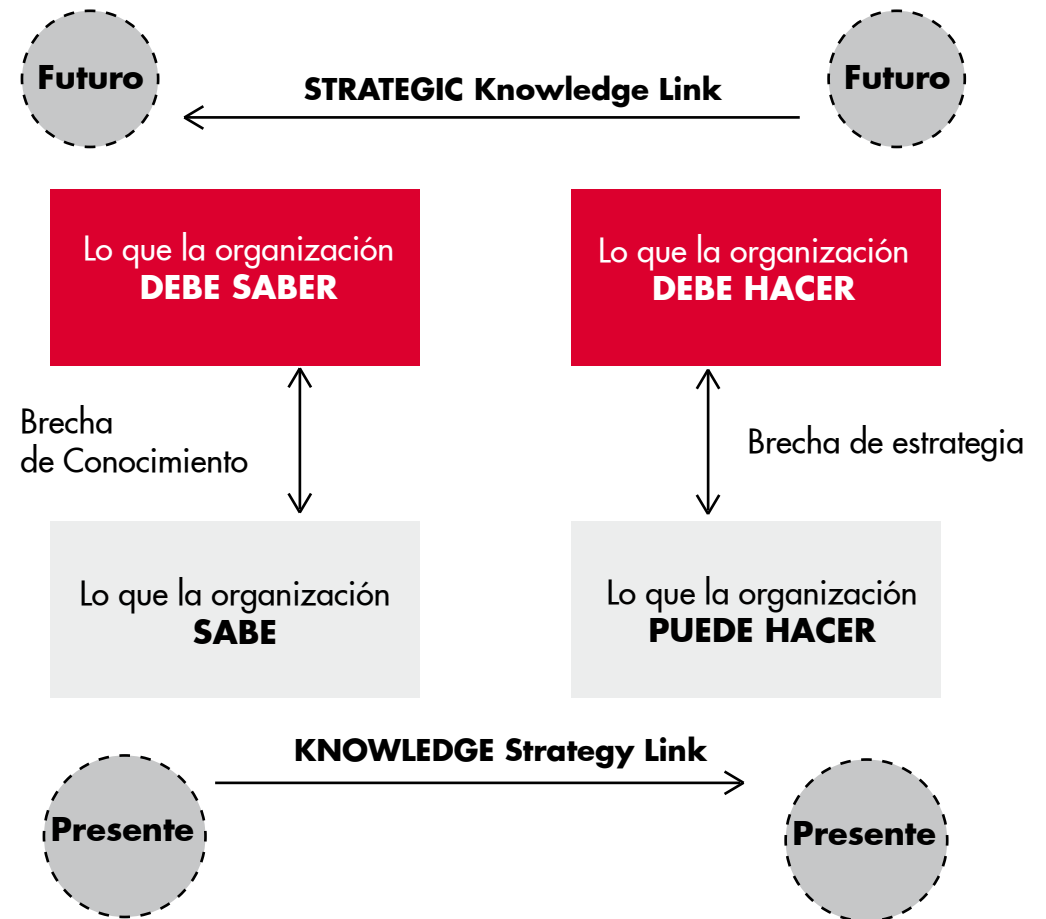 Futuro
STRATEGIC Knowledge Link
Futuro
Lo que la organización
DEBE SABER
Lo que la organización
DEBE HACER
Brecha
de Conocimiento
Brecha de estrategia
Lo que la organización
SABE
Lo que la organización
PUEDE HACER
KNOWLEDGE Strategy Link
Presente
Presente